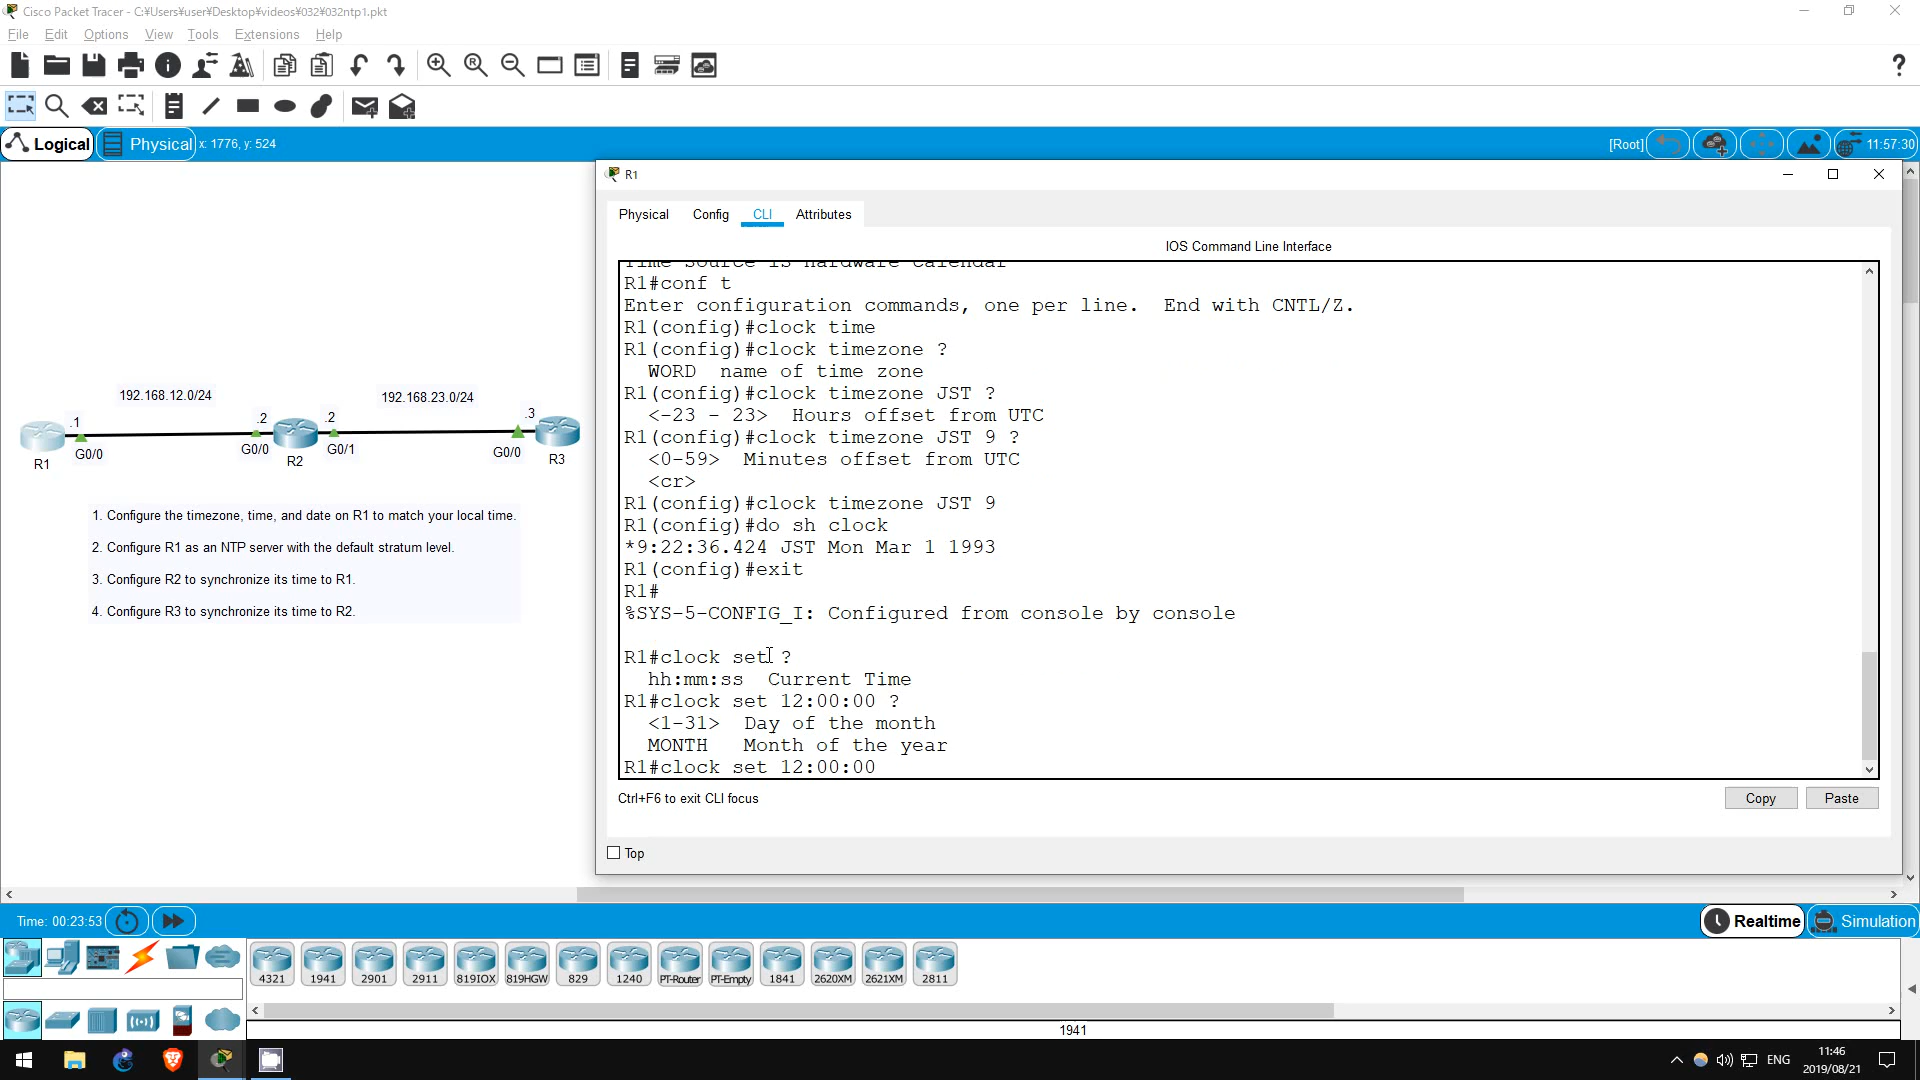 Cisco Packet Tracer - C:¥Users¥user¥Desktop¥videos¥032¥032ntp1.pkt
File Edit Options View Tools Extensions Help
Logical Physical x: 1776, y: 524 [Root] 11:57:30
R1
Physical Config CLI Attributes
IOS Command Line Interface
Time source is hardware calendar
R1#conf t
Enter configuration commands, one per line.  End with CNTL/Z.
R1(config)#clock time
R1(config)#clock timezone ?
WORD  name of time zone
R1(config)#clock timezone JST ?
<-23 - 23>  Hours offset from UTC
R1(config)#clock timezone JST 9 ?
<0-59>  Minutes offset from UTC
<cr>
R1(config)#clock timezone JST 9
R1(config)#do sh clock
*9:22:36.424 JST Mon Mar 1 1993
R1(config)#exit
R1#
%SYS-5-CONFIG_I: Configured from console by console
R1#clock set ?
hh:mm:ss  Current Time
R1#clock set 12:00:00 ?
<1-31>  Day of the month
MONTH   Month of the year
R1#clock set 12:00:00
Ctrl+F6 to exit CLI focus
Copy Paste
Top
192.168.12.0/24 192.168.23.0/24
.1 .2 .2 .3
G0/0 G0/0 G0/1 G0/0
R1 R2 R3
1. Configure the timezone, time, and date on R1 to match your local time.
2. Configure R1 as an NTP server with the default stratum level.
3. Configure R2 to synchronize its time to R1.
4. Configure R3 to synchronize its time to R2.
Time: 00:23:53 Realtime Simulation
4321 1941 2901 2911 819IOX 819HGW 829 1240 PT-Router PT-Empty 1841 2620XM 2621XM 2811
1941
ENG 11:46
2019/08/21